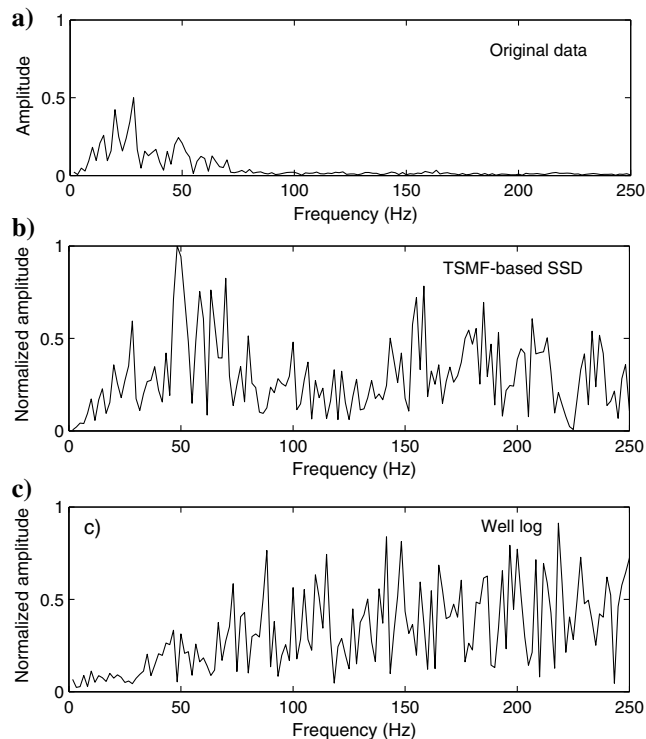 a)
1
Original data
Amplitude
0.5
0
0 50 100 150 200 250
Frequency (Hz)
b)
1
TSMF-based SSD
Normalized amplitude
0.5
0
0 50 100 150 200 250
Frequency (Hz)
c)
1
c)
Well log
Normalized amplitude
0.5
0
0 50 100 150 200 250
Frequency (Hz)